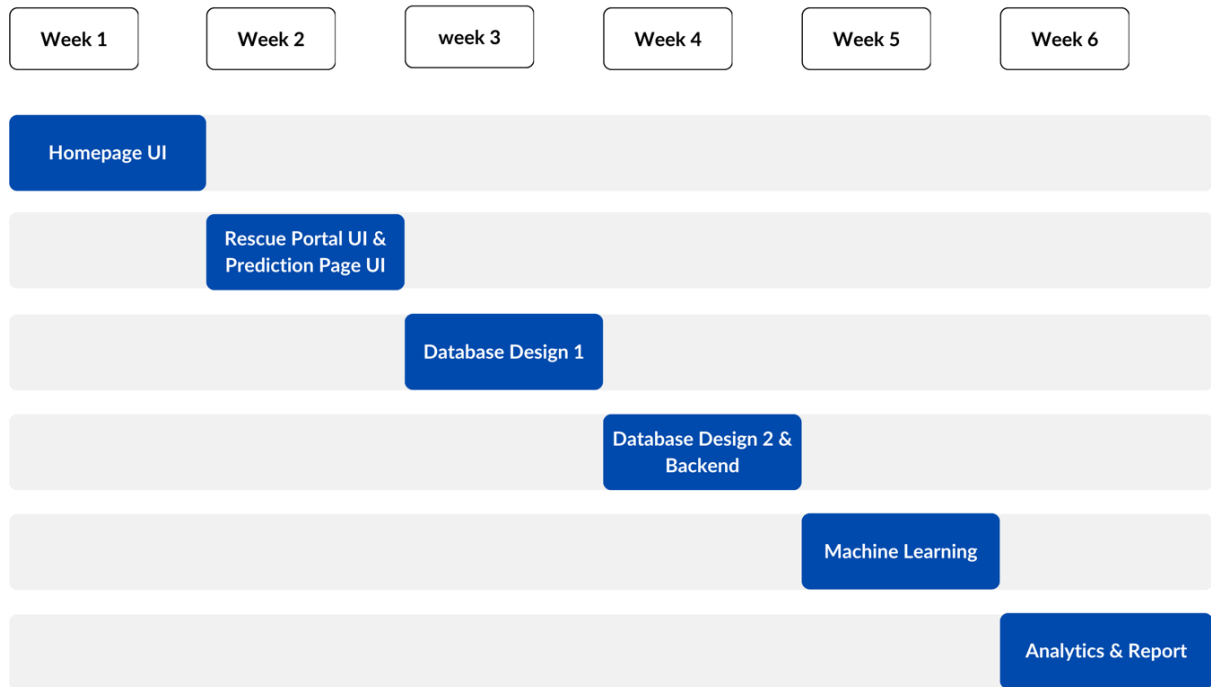 Week 1
Week 2
week 3
Week 4
Week 5
Week 6
Homepage UI
Rescue Portal UI &
Prediction Page UI
Database Design 1
Database Design 2 &
Backend
Machine Learning
Analytics & Report